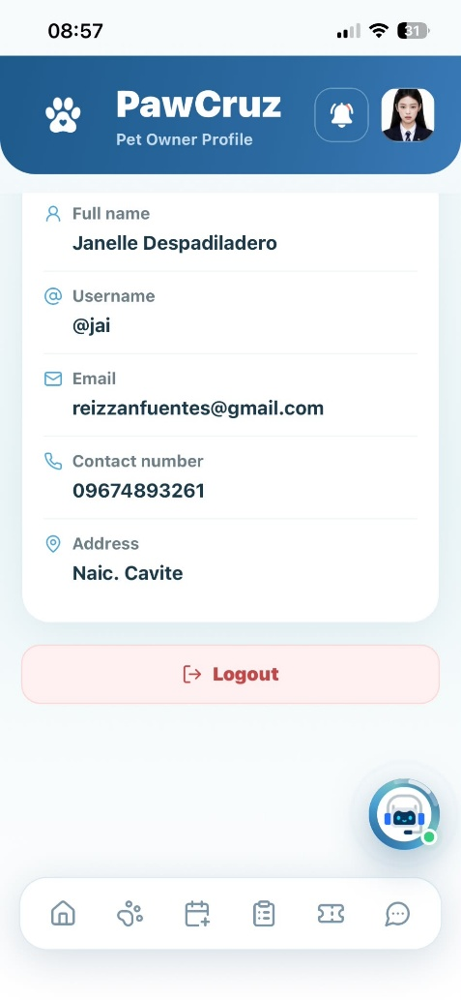 08:57
31
PawCruz
Pet Owner Profile
Full name
Janelle Despadiladero
Username
@jai
Email
reizzanfuentes@gmail.com
Contact number
09674893261
Address
Naic. Cavite
Logout